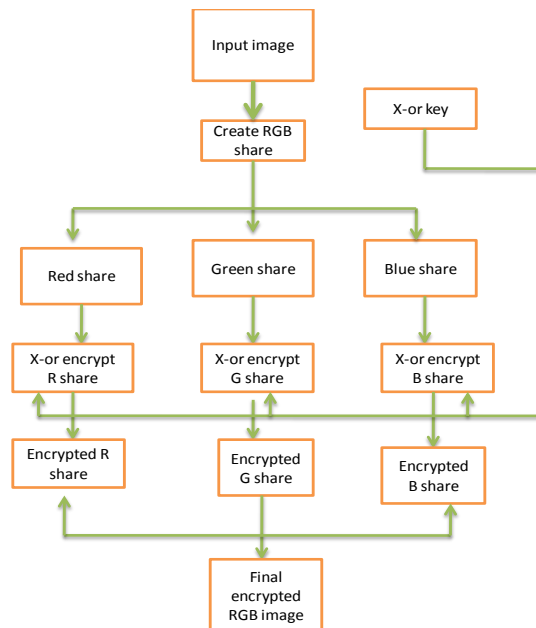 Input image
X-or key
Create RGB
share
Red share
Green share
Blue share
X-or encrypt
R share
X-or encrypt
G share
X-or encrypt
B share
Encrypted R
share
Encrypted
G share
Encrypted
B share
Final
encrypted
RGB image